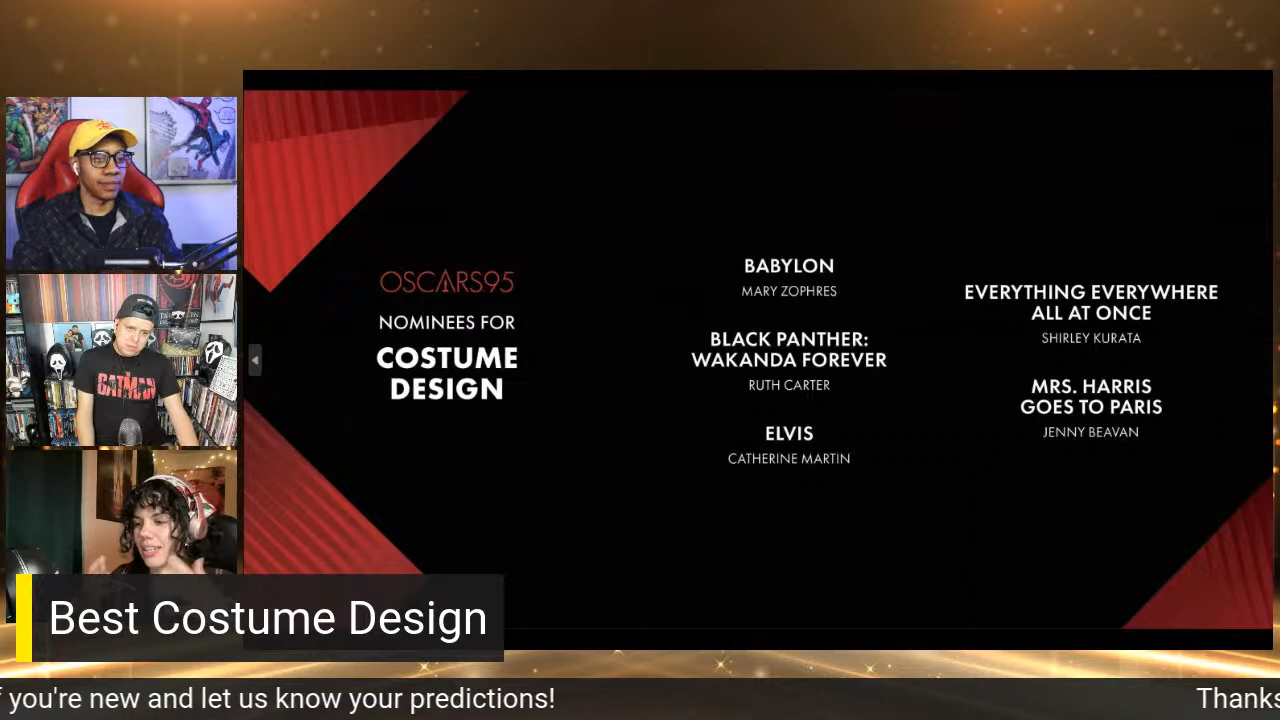 OSCARS95
NOMINEES FOR
COSTUME
DESIGN
BABYLON
MARY ZOPHRES
BLACK PANTHER:
WAKANDA FOREVER
RUTH CARTER
ELVIS
CATHERINE MARTIN
EVERYTHING EVERYWHERE
ALL AT ONCE
SHIRLEY KURATA
MRS. HARRIS
GOES TO PARIS
JENNY BEAVAN
BATMAN
Best Costume Design
f you're new and let us know your predictions!
Thanks